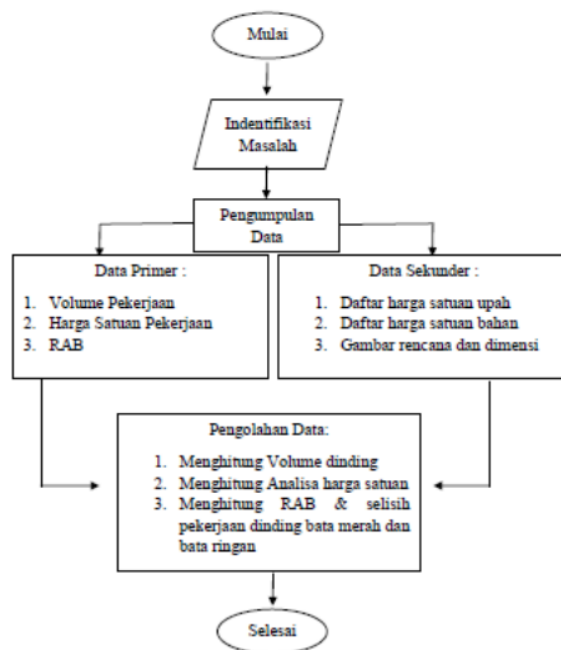 Mulai
Indentifikasi
Masalah
Pengumpulan
Data
Data Primer :
1. Volume Pekerjaan
2. Harga Satuan Pekerjaan
3. RAB
Data Sekunder :
1. Daftar harga satuan upah
2. Daftar harga satuan bahan
3. Gambar rencana dan dimensi
Pengolahan Data:
1. Menghitung Volume dinding
2. Menghitung Analisa harga satuan
3. Menghitung RAB & selisih
pekerjaan dinding bata merah dan
bata ringan
Selesai